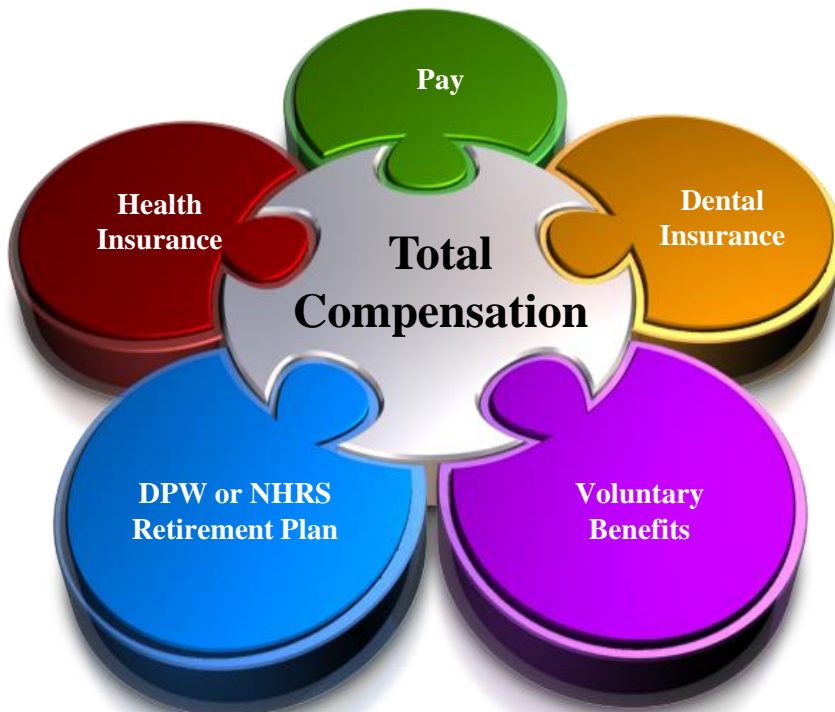 Pay
Health
Insurance
Dental
Insurance
Total
Compensation
DPW or NHRS
Retirement Plan
Voluntary
Benefits